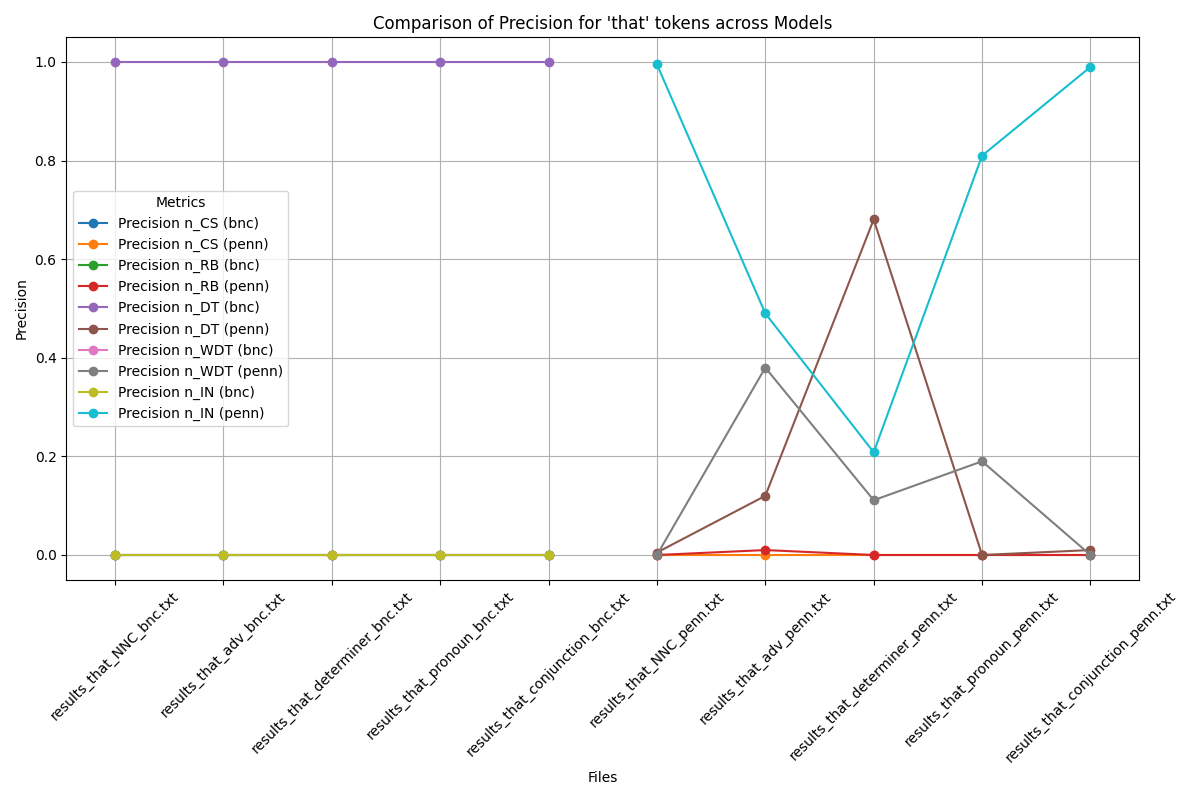 Comparison of Precision for 'that' tokens across Models
1.0
0.8
0.6
0.4
0.2
0.0
Precision
Metrics
Precision n_CS (bnc)
Precision n_CS (penn)
Precision n_RB (bnc)
Precision n_RB (penn)
Precision n_DT (bnc)
Precision n_DT (penn)
Precision n_WDT (bnc)
Precision n_WDT (penn)
Precision n_IN (bnc)
Precision n_IN (penn)
results_that_NNC_bnc.txt
results_that_adv_bnc.txt
results_that_determiner_bnc.txt
results_that_pronoun_bnc.txt
results_that_conjunction_bnc.txt
results_that_NNC_penn.txt
results_that_adv_penn.txt
results_that_determiner_penn.txt
results_that_pronoun_penn.txt
results_that_conjunction_penn.txt
Files